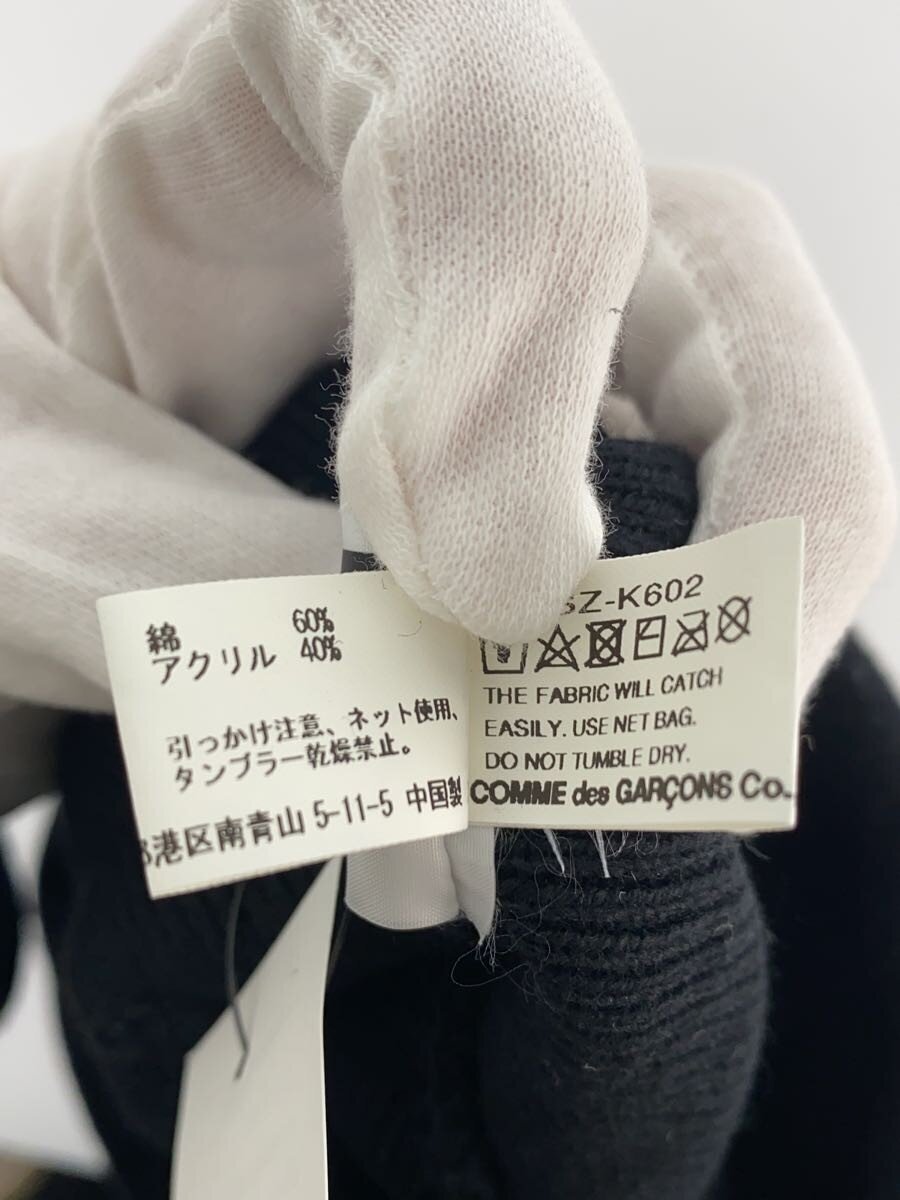 綿 60%
アクリル 40%
引っかけ注意、ネット使用、
タンブラー乾燥禁止。
港区南青山 5-11-5 中国製
SZ-K602
THE FABRIC WILL CATCH
EASILY. USE NET BAG.
DO NOT TUMBLE DRY.
COMME des GARÇONS Co.